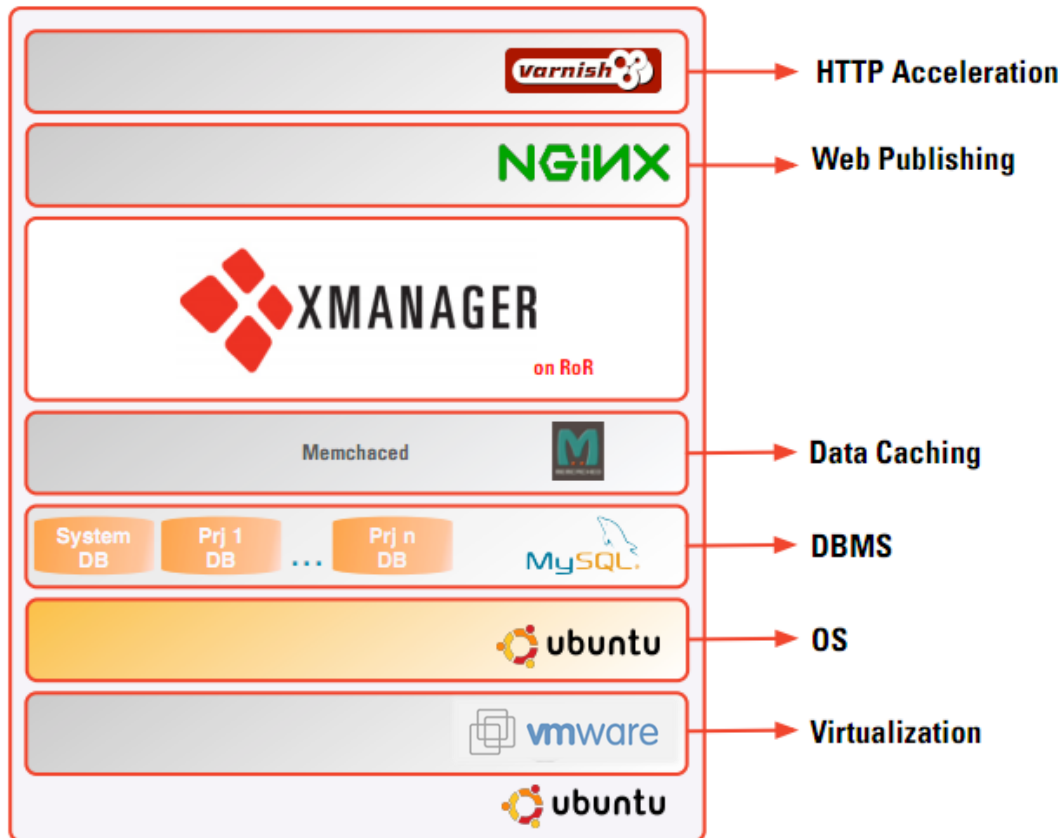 varnish
HTTP Acceleration
NGiNX
Web Publishing
XMANAGER
on RoR
Memchaced
M
MEMCACHED
Data Caching
System DB
Prj 1 DB
...
Prj n DB
MySQL®
DBMS
ubuntu
OS
vmware
Virtualization
ubuntu